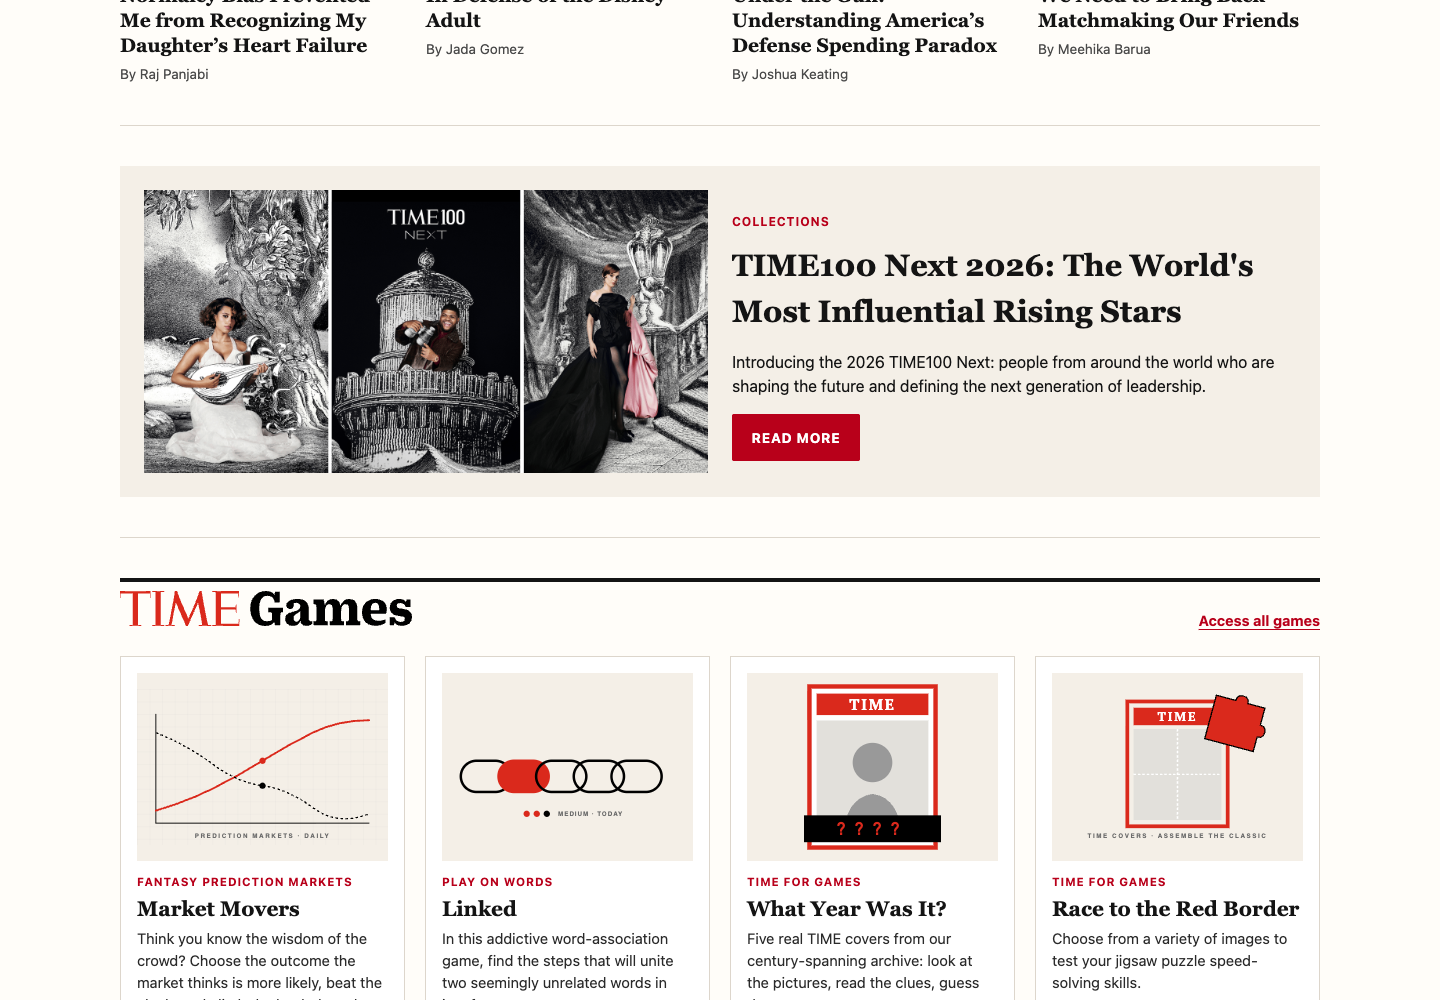 Me from Recognizing My
Daughter’s Heart Failure
By Raj Panjabi
Adult
By Jada Gomez
Understanding America’s
Defense Spending Paradox
By Joshua Keating
We Need to Bring Back
Matchmaking Our Friends
By Meehika Barua
TIME100
NEXT
COLLECTIONS
TIME100 Next 2026: The World's
Most Influential Rising Stars
Introducing the 2026 TIME100 Next: people from around the world who are
shaping the future and defining the next generation of leadership.
READ MORE
TIME Games
Access all games
PREDICTION MARKETS · DAILY
FANTASY PREDICTION MARKETS
Market Movers
Think you know the wisdom of the
crowd? Choose the outcome the
market thinks is more likely, beat the
MEDIUM · TODAY
PLAY ON WORDS
Linked
In this addictive word-association
game, find the steps that will unite
two seemingly unrelated words in
TIME
? ? ? ?
TIME FOR GAMES
What Year Was It?
Five real TIME covers from our
century-spanning archive: look at
the pictures, read the clues, guess
TIME
TIME COVERS · ASSEMBLE THE CLASSIC
TIME FOR GAMES
Race to the Red Border
Choose from a variety of images to
test your jigsaw puzzle speed-
solving skills.